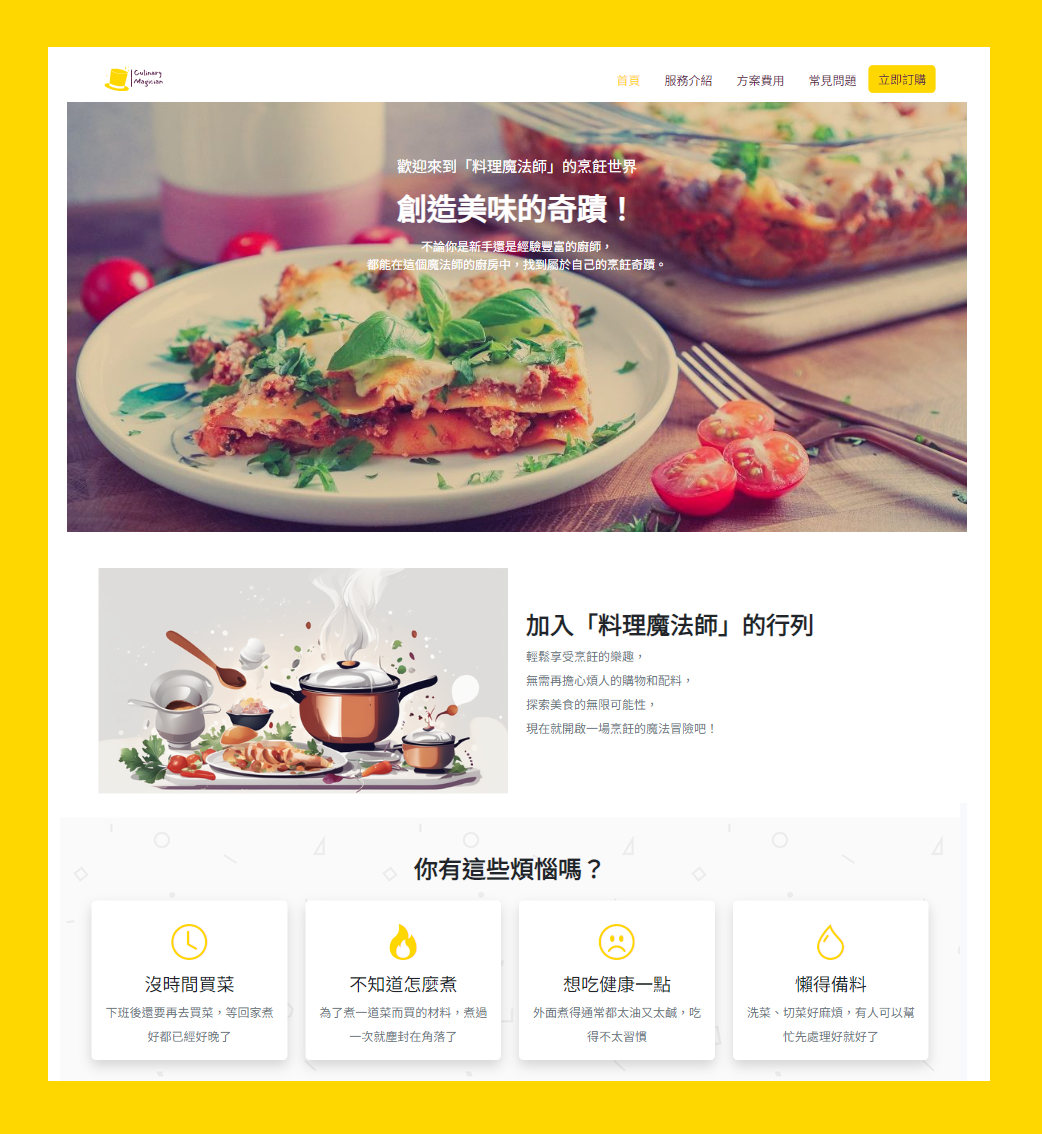 Culinary
Magician
首頁 服務介紹 方案費用 常見問題 立即訂購
歡迎來到「料理魔法師」的烹飪世界
創造美味的奇蹟！
不論你是新手還是經驗豐富的廚師，
都能在這個魔法師的廚房中，找到屬於自己的烹飪奇蹟。
加入「料理魔法師」的行列
輕鬆享受烹飪的樂趣，
無需再擔心煩人的購物和配料，
探索美食的無限可能性，
現在就開啟一場烹飪的魔法冒險吧！
你有這些煩惱嗎？
沒時間買菜
下班後還要再去買菜，等回家煮
好都已經好晚了
不知道怎麼煮
為了煮一道菜而買的材料，煮過
一次就塵封在角落了
想吃健康一點
外面煮得通常都太油又太鹹，吃
得不太習慣
懶得備料
洗菜、切菜好麻煩，有人可以幫
忙先處理好就好了